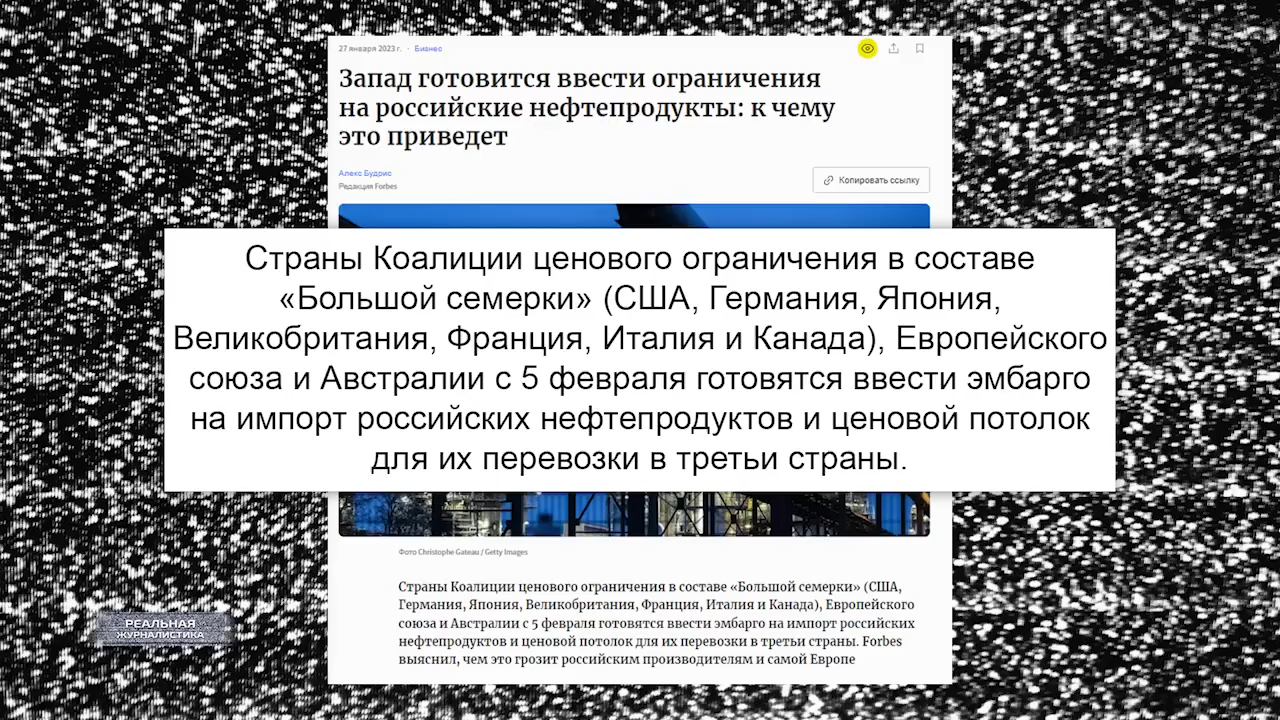 27 января 2023 г. · Бизнес
Запад готовится ввести ограничения
на российские нефтепродукты: к чему
это приведет
Алекс Будрис
Редакция Forbes
Копировать ссылку
Страны Коалиции ценового ограничения в составе
«Большой семерки» (США, Германия, Япония,
Великобритания, Франция, Италия и Канада), Европейского
союза и Австралии с 5 февраля готовятся ввести эмбарго
на импорт российских нефтепродуктов и ценовой потолок
для их перевозки в третьи страны.
Фото Christophe Gateau / Getty Images
Страны Коалиции ценового ограничения в составе «Большой семерки» (США,
Германия, Япония, Великобритания, Франция, Италия и Канада), Европейского
союза и Австралии с 5 февраля готовятся ввести эмбарго на импорт российских
нефтепродуктов и ценовой потолок для их перевозки в третьи страны. Forbes
выяснил, чем это грозит российским производителям и самой Европе
РЕАЛЬНАЯ
ЖУРНАЛИСТИКА